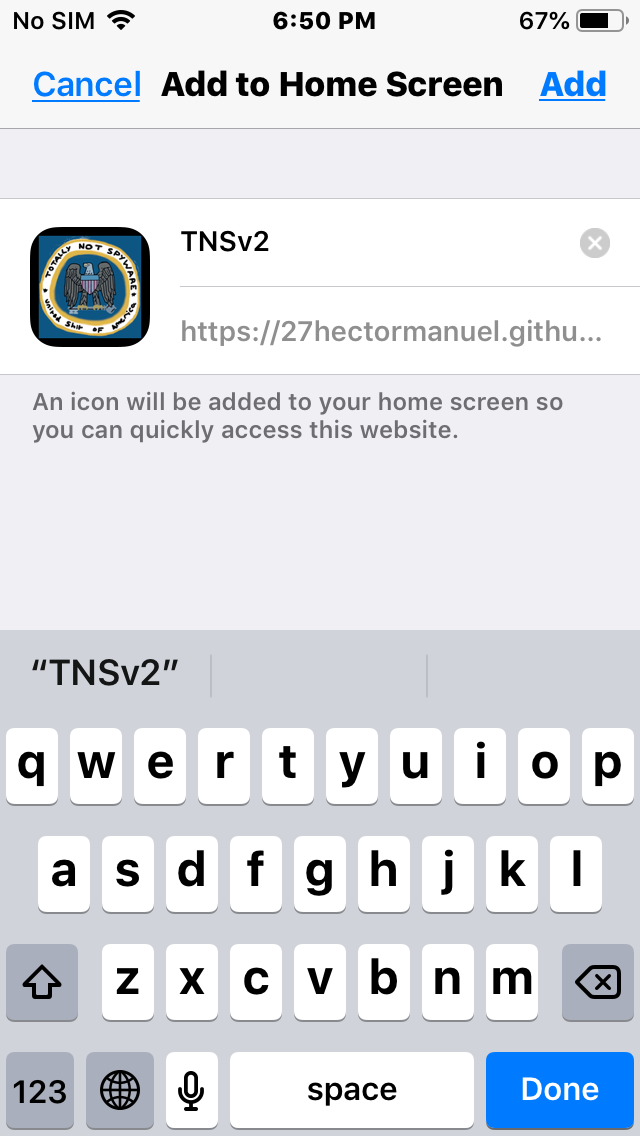 No SIM 6:50 PM 67%
Cancel Add to Home Screen Add
TOTALLY NOT SPYWARE
United Shit OF America
TNSv2
https://27hectormanuel.githu...
An icon will be added to your home screen so
you can quickly access this website.
“TNSv2”
q w e r t y u i o p
a s d f g h j k l
z x c v b n m
123 space Done